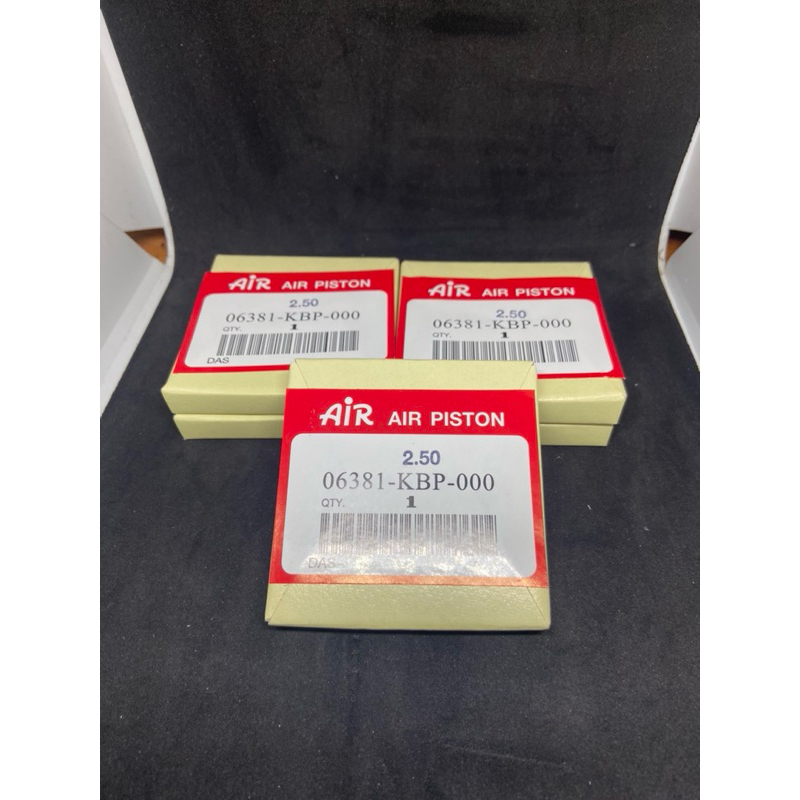 AiR AIR PISTON
2.50
06381-KBP-000
QTY. 1
DAS
AiR AIR PISTON
2.50
06381-KBP-000
QTY. 1
AiR AIR PISTON
2.50
06381-KBP-000
QTY. 1
DAS